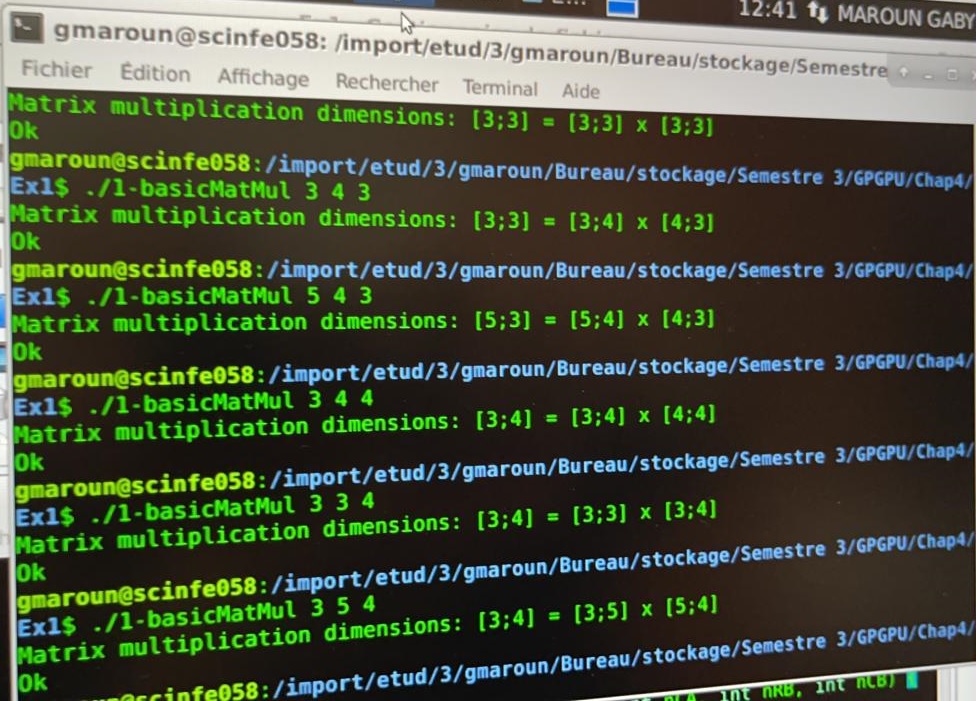 12:41 MAROUN GABY
gmaroun@scinfe058: /import/etud/3/gmaroun/Bureau/stockage/Semestre
Fichier Édition Affichage Rechercher Terminal Aide
Matrix multiplication dimensions: [3;3] = [3;3] x [3;3]
Ok
gmaroun@scinfe058:/import/etud/3/gmaroun/Bureau/stockage/Semestre 3/GPGPU/Chap4/
Ex1$ ./1-basicMatMul 3 4 3
Matrix multiplication dimensions: [3;3] = [3;4] x [4;3]
Ok
gmaroun@scinfe058:/import/etud/3/gmaroun/Bureau/stockage/Semestre 3/GPGPU/Chap4/
Ex1$ ./1-basicMatMul 5 4 3
Matrix multiplication dimensions: [5;3] = [5;4] x [4;3]
Ok
gmaroun@scinfe058:/import/etud/3/gmaroun/Bureau/stockage/Semestre 3/GPGPU/Chap4/
Ex1$ ./1-basicMatMul 3 4 4
Matrix multiplication dimensions: [3;4] = [3;4] x [4;4]
Ok
gmaroun@scinfe058:/import/etud/3/gmaroun/Bureau/stockage/Semestre 3/GPGPU/Chap4/
Ex1$ ./1-basicMatMul 3 3 4
Matrix multiplication dimensions: [3;4] = [3;3] x [3;4]
Ok
gmaroun@scinfe058:/import/etud/3/gmaroun/Bureau/stockage/Semestre 3/GPGPU/Chap4/
Ex1$ ./1-basicMatMul 3 5 4
Matrix multiplication dimensions: [3;4] = [3;5] x [5;4]
Ok
gmaroun@scinfe058:/import/etud/3/gmaroun/Bureau/stockage/Semestre 3/GPGPU/Chap4/
int nRB, int nCB)